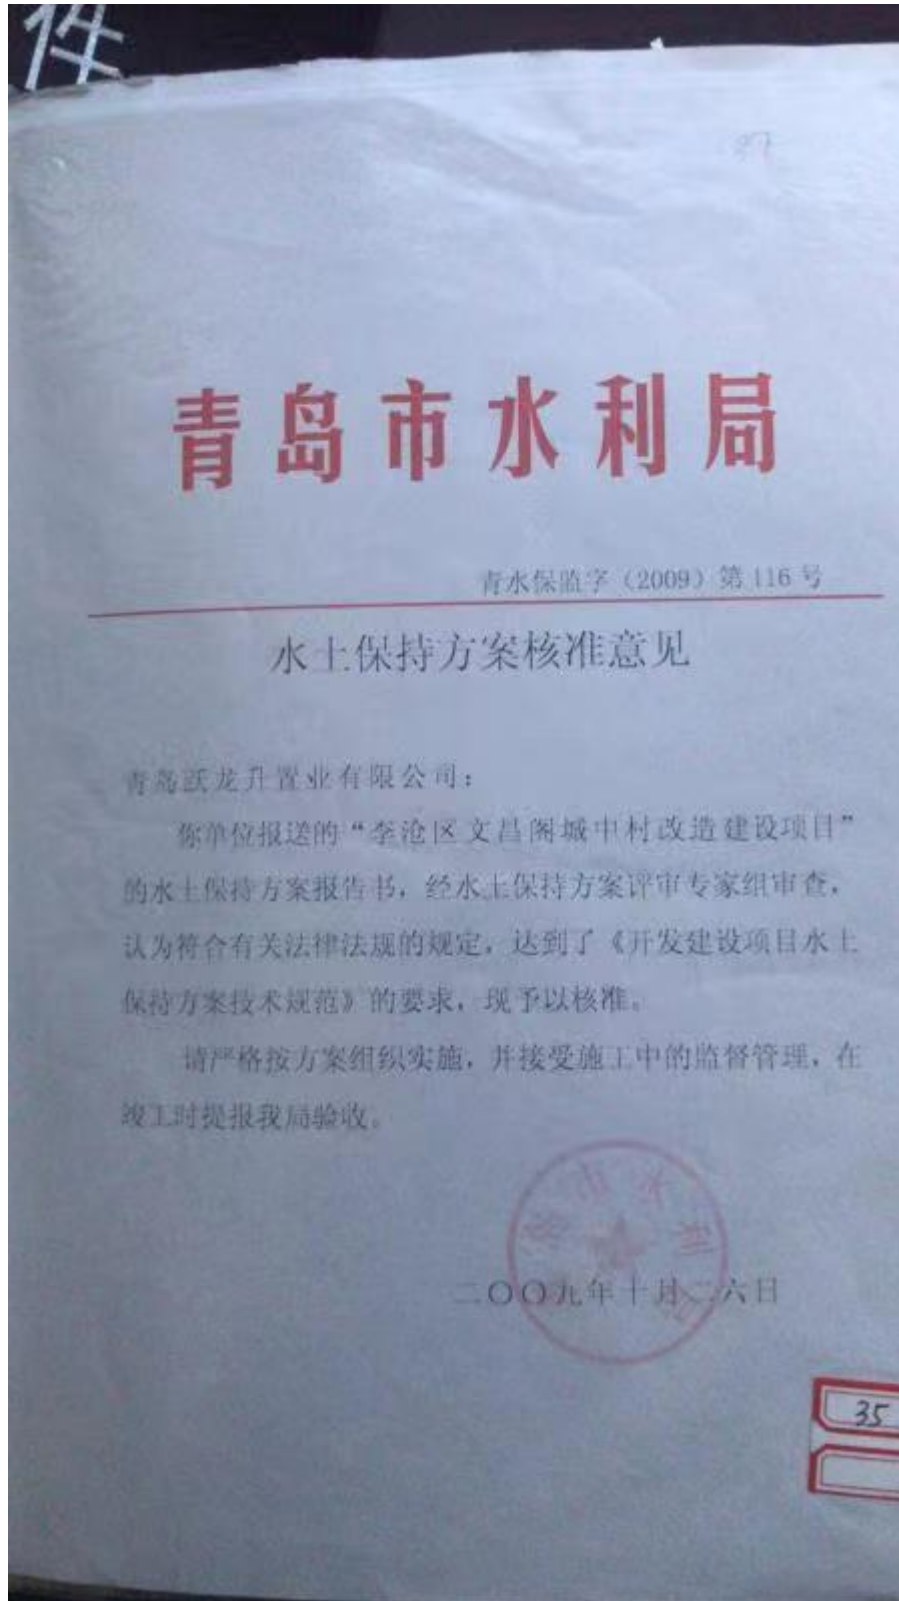 件
青岛市水利局
青水保监字（2009）第116号
水土保持方案核准意见
青岛跃龙升置业有限公司：
你单位报送的“李沧区文昌阁城中村改造建设项目”
的水土保持方案报告书，经水土保持方案评审专家组审查，
认为符合有关法律法规的规定，达到了《开发建设项目水土
保持方案技术规范》的要求，现予以核准。
请严格按方案组织实施，并接受施工中的监督管理，在
竣工时提报我局验收。
二〇〇九年十月二六日
35